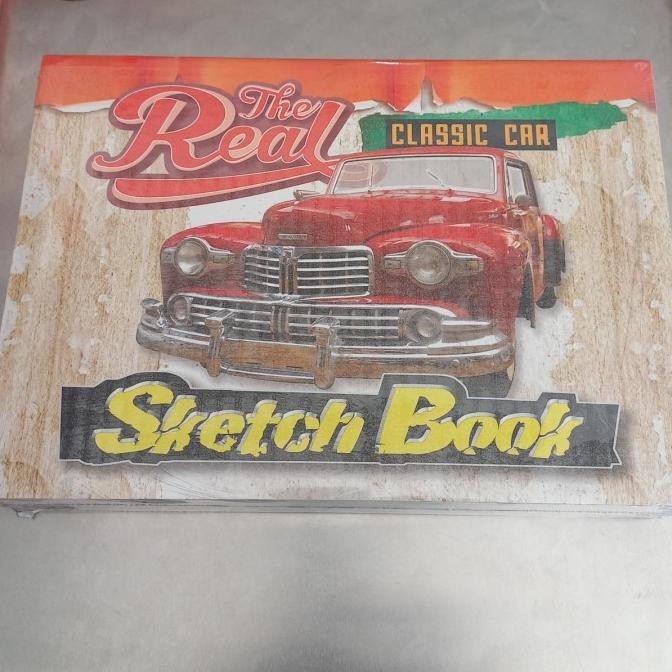 The
Real
CLASSIC CAR
Sketch Book